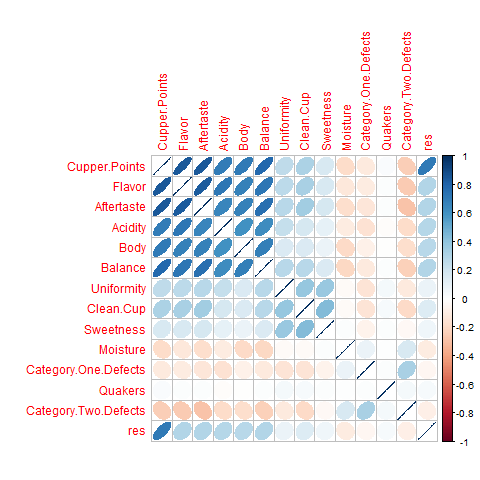 Cupper.Points
Flavor
Aftertaste
Acidity
Body
Balance
Uniformity
Clean.Cup
Sweetness
Moisture
Category.One.Defects
Quakers
Category.Two.Defects
res
Cupper.Points
Flavor
Aftertaste
Acidity
Body
Balance
Uniformity
Clean.Cup
Sweetness
Moisture
Category.One.Defects
Quakers
Category.Two.Defects
res
1
0.8
0.6
0.4
0.2
0
-0.2
-0.4
-0.6
-0.8
-1